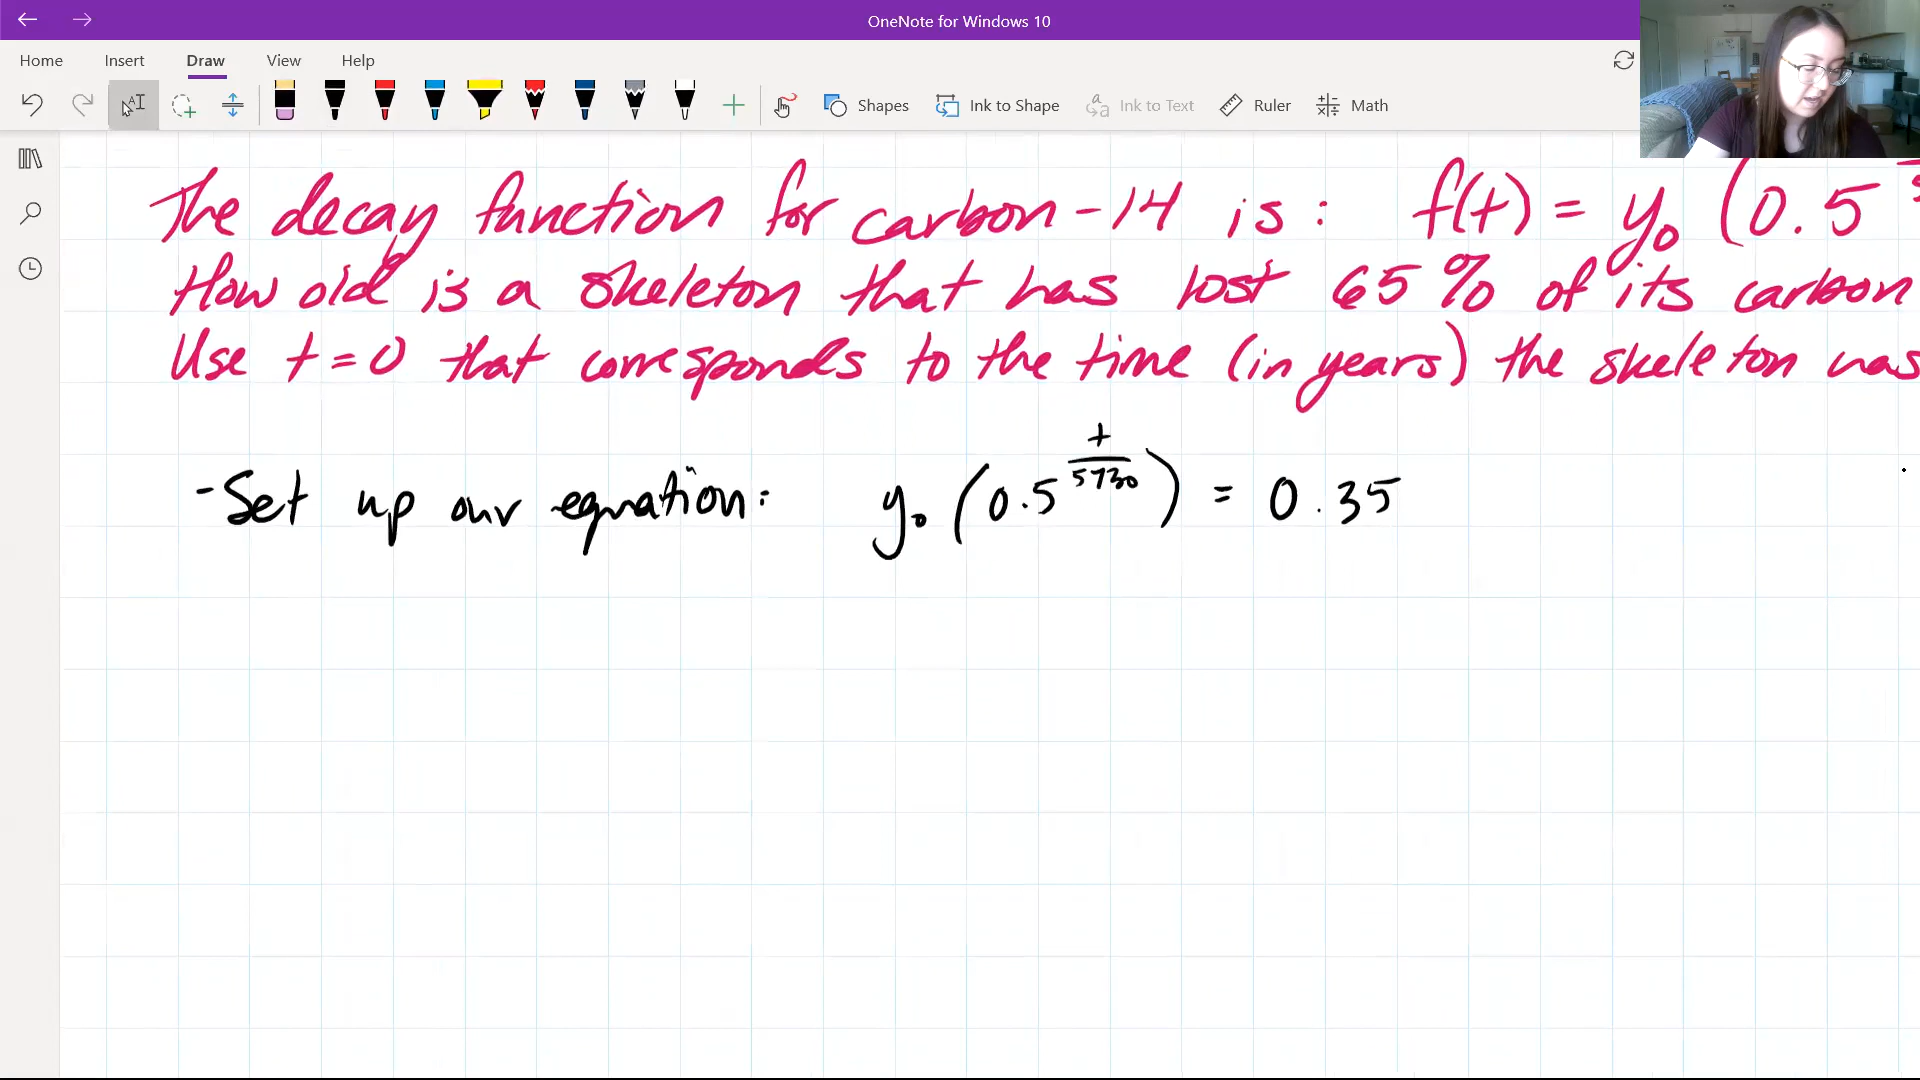 OneNote for Windows 10
Home Insert Draw View Help
Shapes Ink to Shape Ink to Text Ruler Math
The decay function for carbon-14 is: f(t) = y₀ (0.5
How old is a skeleton that has lost 65% of its carbon
Use t=0 that corresponds to the time (in years) the skeleton was
- Set up our equation: y₀ (0.5^(t/5730)) = 0.35